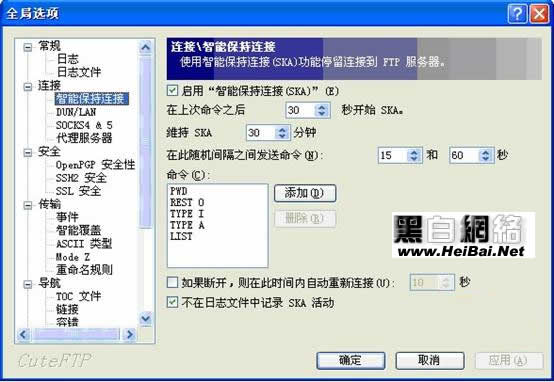 全局选项
常规
日志
日志文件
连接
智能保持连接
DUN/LAN
SOCKS4 & 5
代理服务器
安全
OpenPGP 安全性
SSH2 安全
SSL 安全
传输
事件
智能覆盖
ASCII 类型
Mode Z
重命名规则
导航
TOC 文件
链接
容错
连接\智能保持连接
使用智能保持连接(SKA)功能停留连接到 FTP 服务器。
启用“智能保持连接(SKA)”(E)
在上次命令之后 30 秒开始 SKA。
维持 SKA 30 分钟
在此随机间隔之间发送命令(N): 15 和 60 秒
命令(C):
PWD
REST 0
TYPE I
TYPE A
LIST
添加(D)
删除(R)
黑白網络
www.HeiBai.Net
如果断开，则在此时间内自动重新连接(U): 10 秒
不在日志文件中记录 SKA 活动
CuteFTP
确定
取消
应用(A)